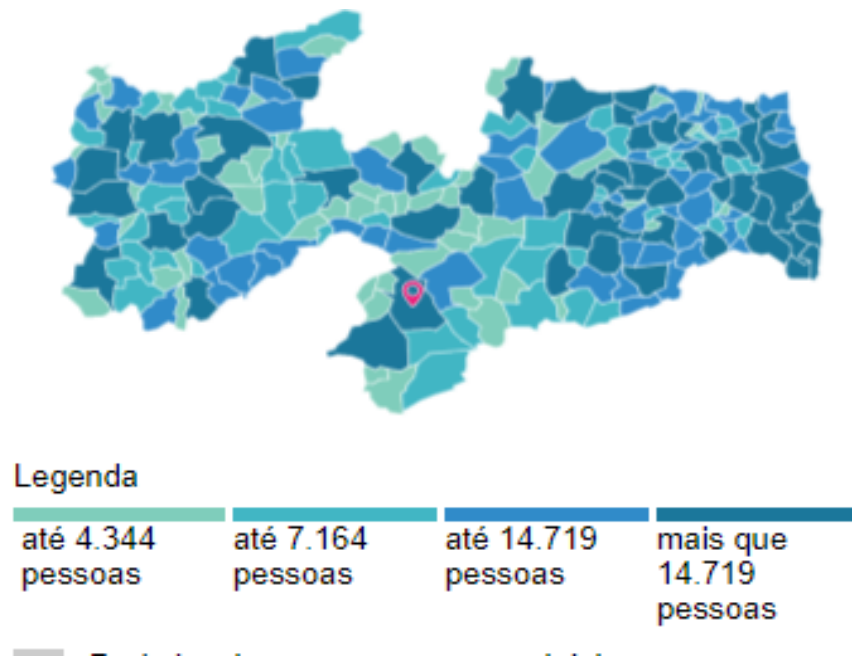 Legenda
até 4.344 pessoas
até 7.164 pessoas
até 14.719 pessoas
mais que 14.719 pessoas